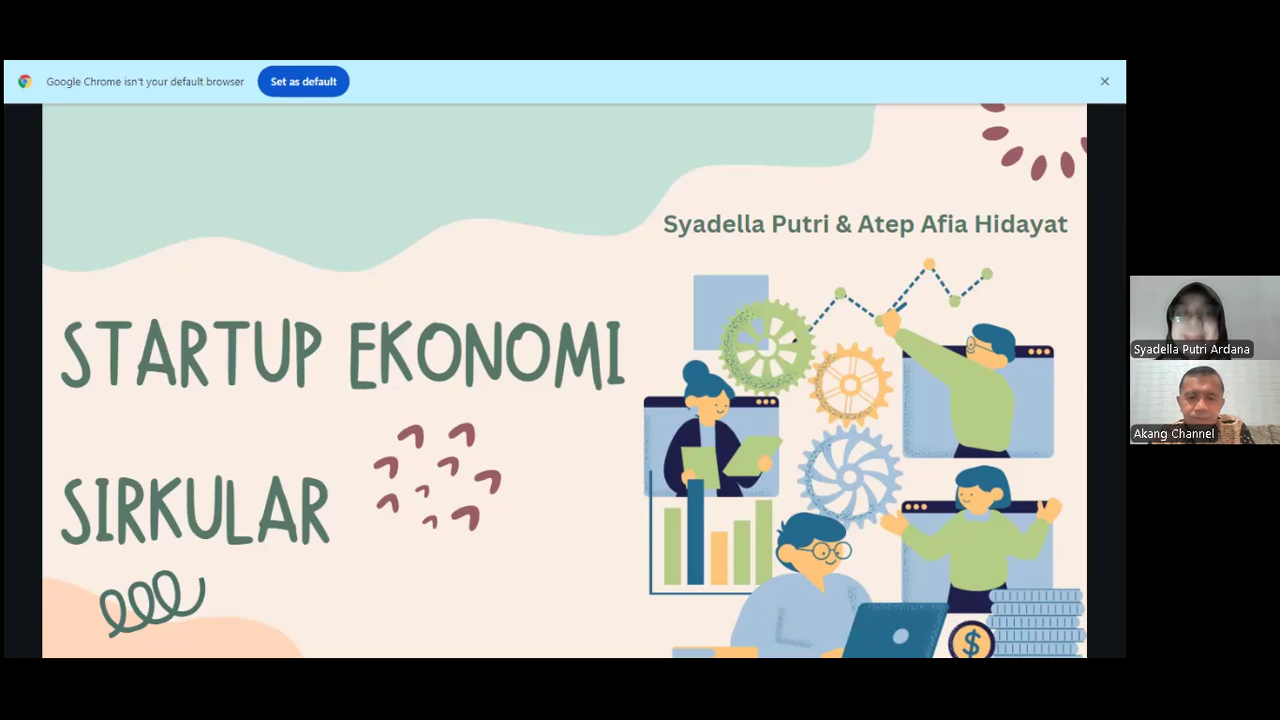 Google Chrome isn't your default browser
Set as default
Syadella Putri & Atep Afia Hidayat
STARTUP EKONOMI
SIRKULAR
$
Syadella Putri Ardana
Akang Channel